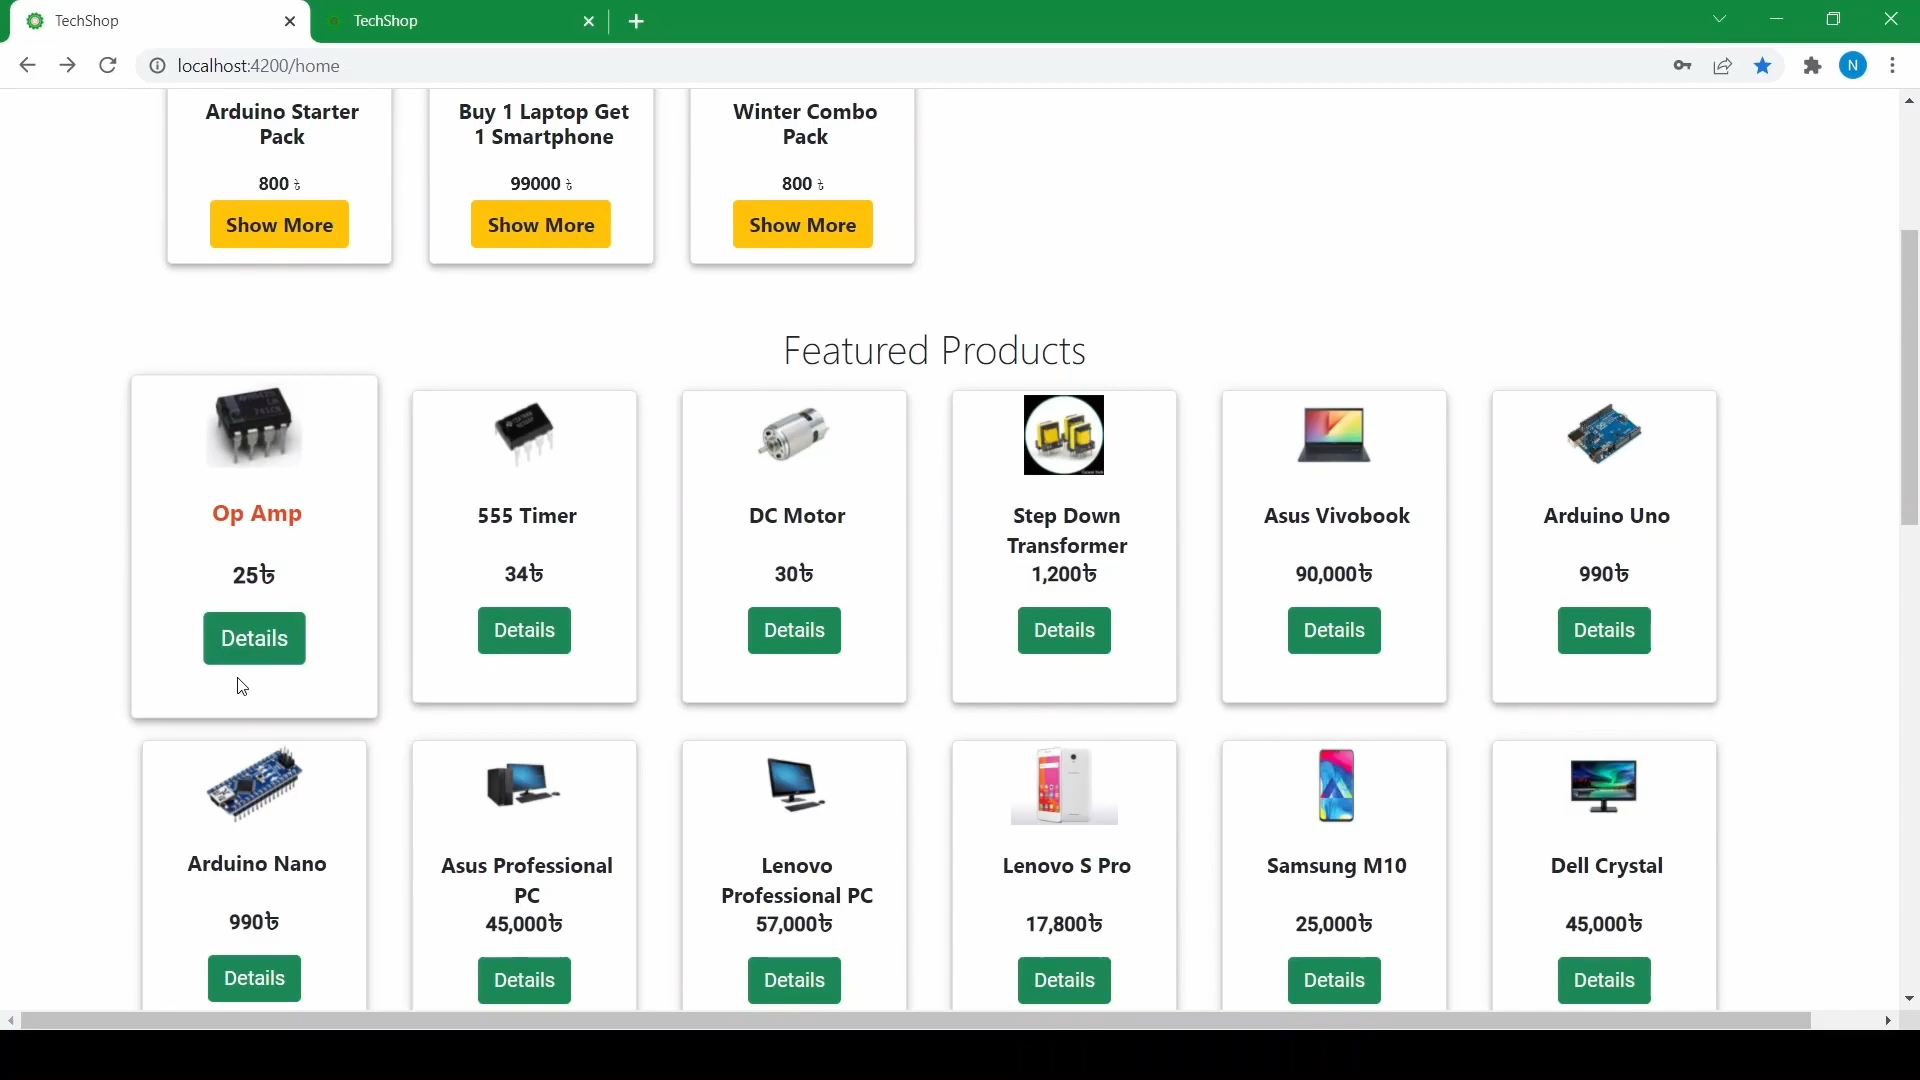 TechShop
TechShop
localhost:4200/home
N
Arduino Starter
Pack
Buy 1 Laptop Get
1 Smartphone
Winter Combo
Pack
800 ৳
99000 ৳
800 ৳
Show More
Show More
Show More
Featured Products
Op Amp
555 Timer
DC Motor
Step Down
Transformer
Asus Vivobook
Arduino Uno
25৳
34৳
30৳
1,200৳
90,000৳
990৳
Details
Details
Details
Details
Details
Details
Arduino Nano
Asus Professional
PC
Lenovo
Professional PC
Lenovo S Pro
Samsung M10
Dell Crystal
990৳
45,000৳
57,000৳
17,800৳
25,000৳
45,000৳
Details
Details
Details
Details
Details
Details